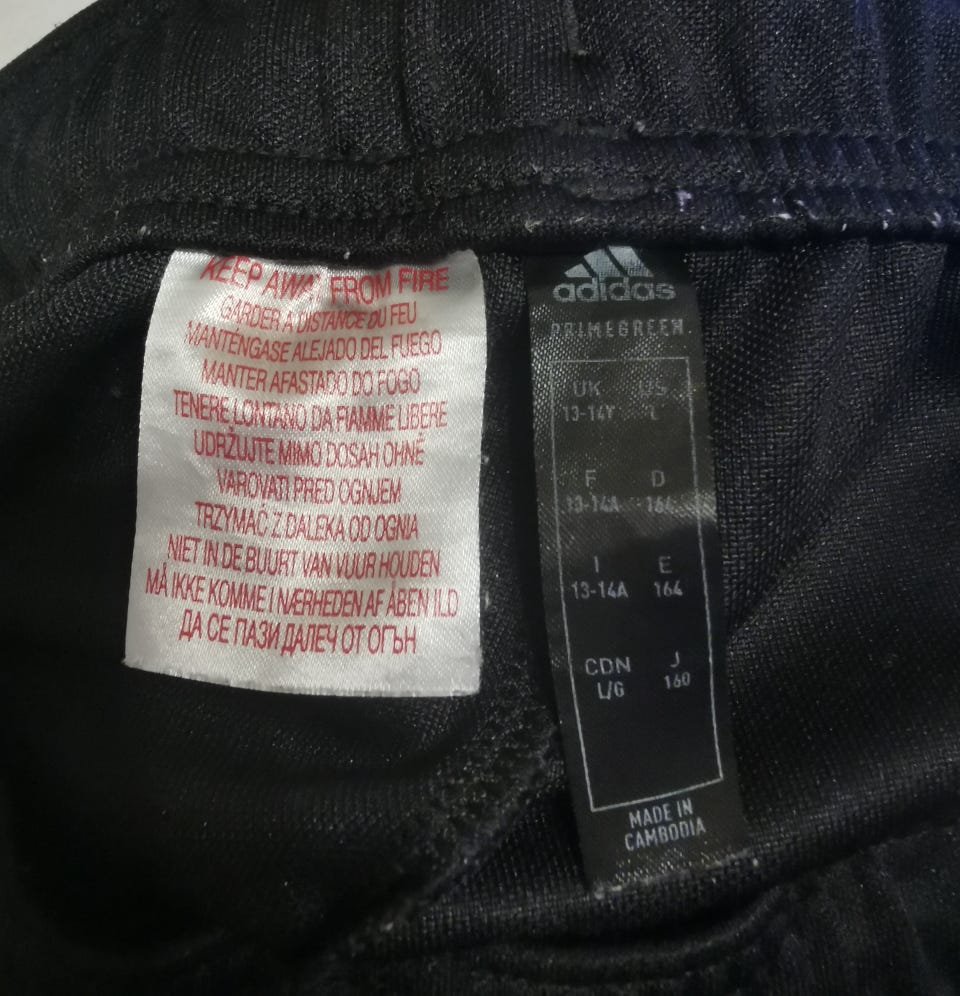 KEEP AWAY FROM FIRE
GARDER À DISTANCE DU FEU
MANTÉNGASE ALEJADO DEL FUEGO
MANTER AFASTADO DO FOGO
TENERE LONTANO DA FIAMME LIBERE
UDRŽUJTE MIMO DOSAH OHNĚ
VAROVATI PRED OGNJEM
TRZYMAĆ Z DALEKA OD OGNIA
NIET IN DE BUURT VAN VUUR HOUDEN
MÅ IKKE KOMME I NÆRHEDEN AF ÅBEN ILD
ДА СЕ ПАЗИ ДАЛЕЧ ОТ ОГЪН
adidas
PRIMEGREEN
UK US
13-14Y L
F D
13-14A 164
I E
13-14A 164
CDN J
L/G 160
MADE IN
CAMBODIA